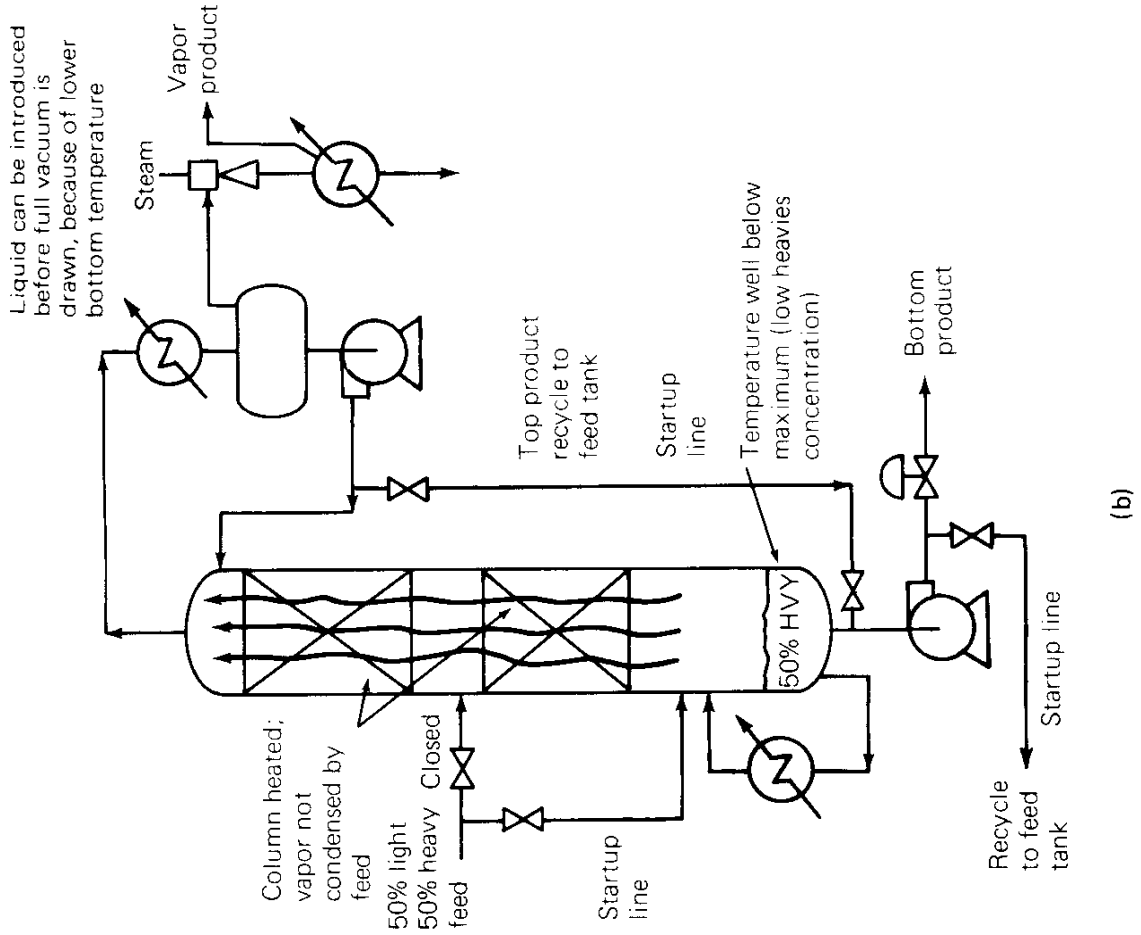 Liquid can be introduced
before full vacuum is
drawn, because of lower
bottom temperature
Steam
Vapor
product
Column heated;
vapor not
condensed by
feed
50% light
50% heavy
feed
Closed
Startup
line
Top product
recycle to
feed tank
Startup
line
Temperature well below
maximum (low heavies
concentration)
50% HVY
Bottom
product
Startup line
Recycle
to feed
tank
(b)